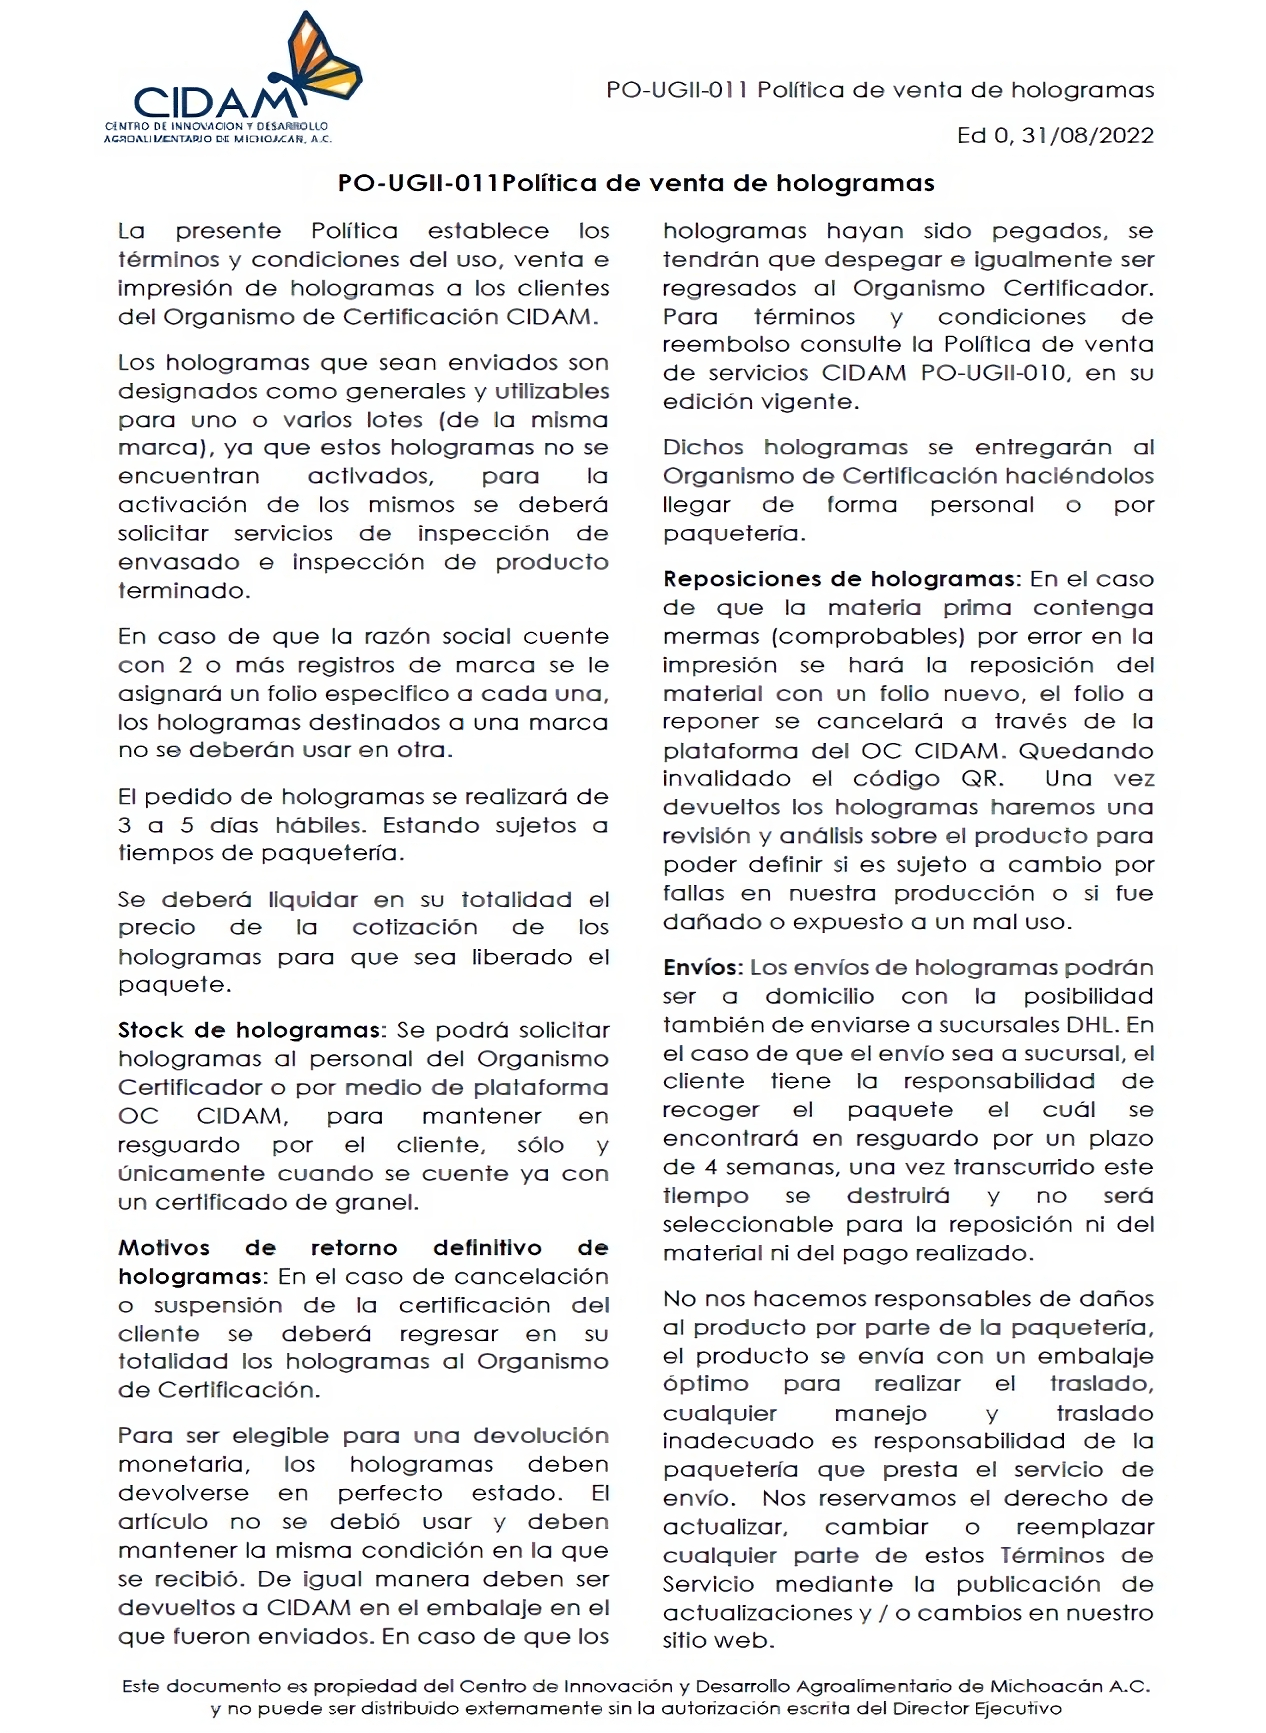 CIDAM
CENTRO DE INNOVACION Y DESARROLLO
AGROALIMENTARIO DE MICHOACAN, A.C.
PO-UGII-011 Política de venta de hologramas
Ed 0, 31/08/2022
PO-UGII-011Política de venta de hologramas
La presente Política establece los
términos y condiciones del uso, venta e
impresión de hologramas a los clientes
del Organismo de Certificación CIDAM.
Los hologramas que sean enviados son
designados como generales y utilizables
para uno o varios lotes (de la misma
marca), ya que estos hologramas no se
encuentran activados, para la
activación de los mismos se deberá
solicitar servicios de inspección de
envasado e inspección de producto
terminado.
En caso de que la razón social cuente
con 2 o más registros de marca se le
asignará un folio especifico a cada una,
los hologramas destinados a una marca
no se deberán usar en otra.
El pedido de hologramas se realizará de
3 a 5 días hábiles. Estando sujetos a
tiempos de paquetería.
Se deberá liquidar en su totalidad el
precio de la cotización de los
hologramas para que sea liberado el
paquete.
Stock de hologramas: Se podrá solicitar
hologramas al personal del Organismo
Certificador o por medio de plataforma
OC CIDAM, para mantener en
resguardo por el cliente, sólo y
únicamente cuando se cuente ya con
un certificado de granel.
Motivos de retorno definitivo de
hologramas: En el caso de cancelación
o suspensión de la certificación del
cliente se deberá regresar en su
totalidad los hologramas al Organismo
de Certificación.
Para ser elegible para una devolución
monetaria, los hologramas deben
devolverse en perfecto estado. El
artículo no se debió usar y deben
mantener la misma condición en la que
se recibió. De igual manera deben ser
devueltos a CIDAM en el embalaje en el
que fueron enviados. En caso de que los
hologramas hayan sido pegados, se
tendrán que despegar e igualmente ser
regresados al Organismo Certificador.
Para términos y condiciones de
reembolso consulte la Política de venta
de servicios CIDAM PO-UGII-010, en su
edición vigente.
Dichos hologramas se entregarán al
Organismo de Certificación haciéndolos
llegar de forma personal o por
paquetería.
Reposiciones de hologramas: En el caso
de que la materia prima contenga
mermas (comprobables) por error en la
impresión se hará la reposición del
material con un folio nuevo, el folio a
reponer se cancelará a través de la
plataforma del OC CIDAM. Quedando
invalidado el código QR. Una vez
devueltos los hologramas haremos una
revisión y análisis sobre el producto para
poder definir si es sujeto a cambio por
fallas en nuestra producción o si fue
dañado o expuesto a un mal uso.
Envíos: Los envíos de hologramas podrán
ser a domicilio con la posibilidad
también de enviarse a sucursales DHL. En
el caso de que el envío sea a sucursal, el
cliente tiene la responsabilidad de
recoger el paquete el cuál se
encontrará en resguardo por un plazo
de 4 semanas, una vez transcurrido este
tiempo se destruirá y no será
seleccionable para la reposición ni del
material ni del pago realizado.
No nos hacemos responsables de daños
al producto por parte de la paquetería,
el producto se envía con un embalaje
óptimo para realizar el traslado,
cualquier manejo y traslado
inadecuado es responsabilidad de la
paquetería que presta el servicio de
envío. Nos reservamos el derecho de
actualizar, cambiar o reemplazar
cualquier parte de estos Términos de
Servicio mediante la publicación de
actualizaciones y / o cambios en nuestro
sitio web.
Este documento es propiedad del Centro de Innovación y Desarrollo Agroalimentario de Michoacán A.C.
y no puede ser distribuido externamente sin la autorización escrita del Director Ejecutivo